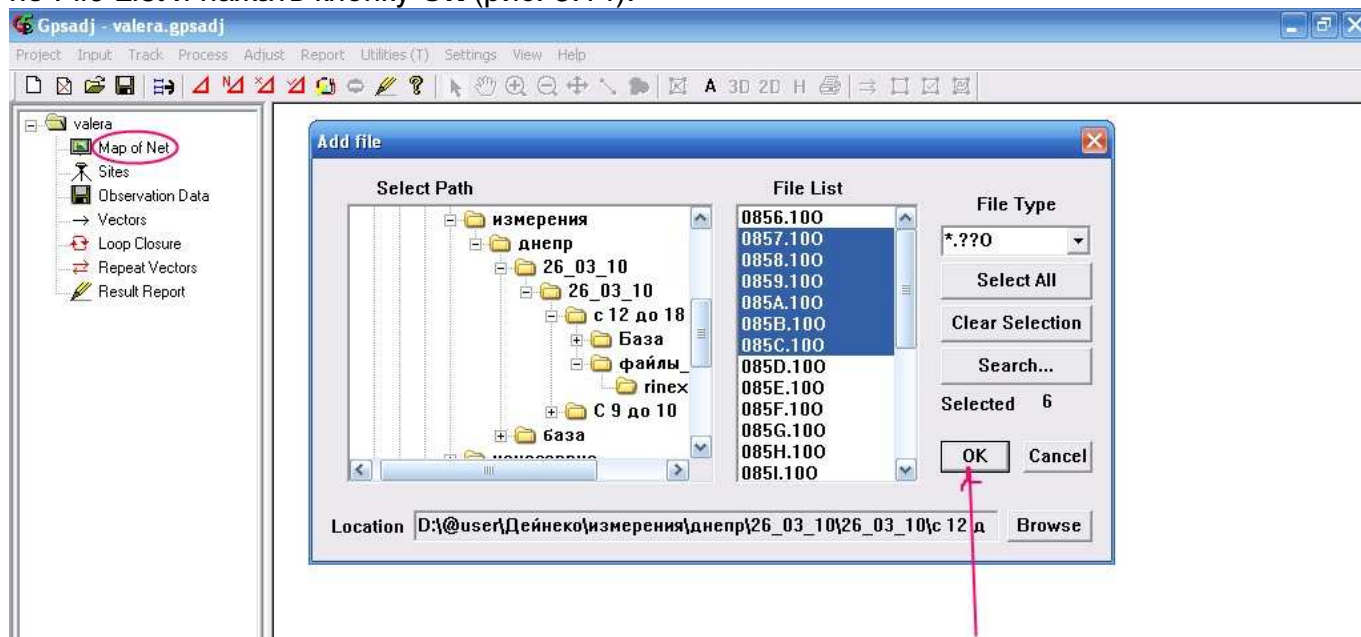 Gpsadj - valera.gpsadj
Project Input Track Process Adjust Report Utilities (T) Settings View Help
A 3D 2D H
valera
Map of Net
Sites
Observation Data
Vectors
Loop Closure
Repeat Vectors
Result Report
Add file
Select Path
измерения
днепр
26_03_10
26_03_10
с 12 до 18
База
файлы_
rinex
С 9 до 10
база
File List
0856.10O
0857.10O
0858.10O
0859.10O
085A.10O
085B.10O
085C.10O
085D.10O
085E.10O
085F.10O
085G.10O
085H.10O
085I.10O
File Type
*.??O
Select All
Clear Selection
Search...
Selected 6
OK Cancel
Location D:\@user\Дейнеко\измерения\днепр\26_03_10\26_03_10\с 12 д Browse